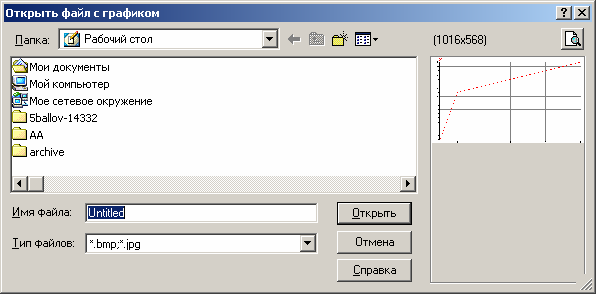 Открыть файл с графиком
Папка: Рабочий стол (1016x568)
Мои документы
Мой компьютер
Мое сетевое окружение
5ballov-14332
AA
archive
Имя файла: Untitled Открыть
Тип файлов: *.bmp;*.jpg Отмена
Справка